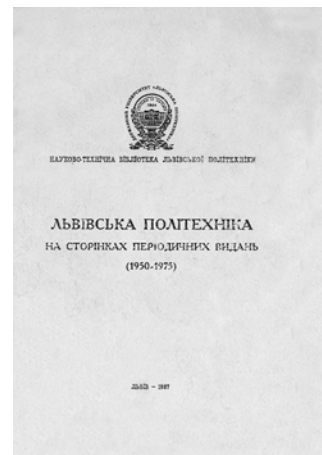 НАУКОВО-ТЕХНІЧНА БІБЛІОТЕКА ЛЬВІВСЬКОЇ ПОЛІТЕХНІКИ
ЛЬВІВСЬКА ПОЛІТЕХНІКА
НА СТОРІНКАХ ПЕРІОДИЧНИХ ВИДАНЬ
(1950-1975)
ЛЬВІВ -